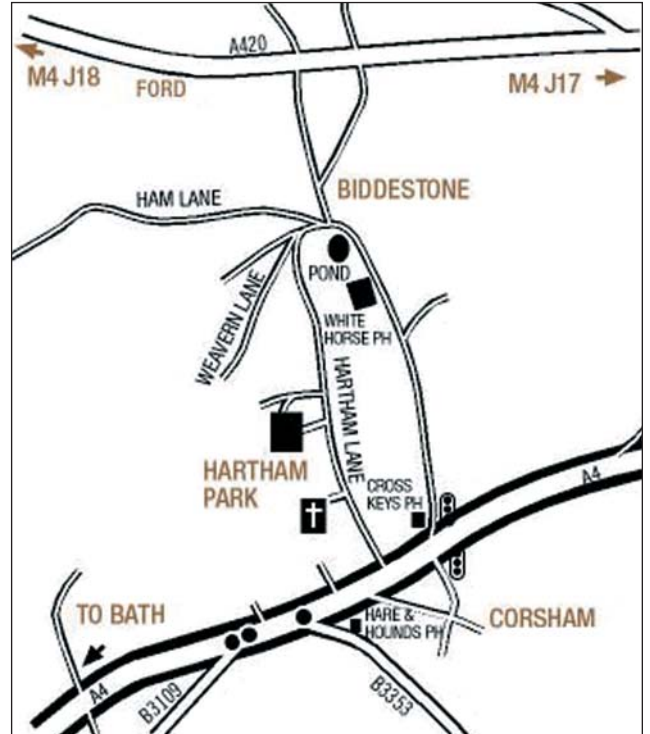 A420
M4 J18
FORD
M4 J17
HAM LANE
BIDDESTONE
POND
WEAVERN LANE
WHITE
HORSE PH
HARTHAM LANE
HARTHAM
PARK
CROSS
KEYS PH
A4
TO BATH
HARE &
HOUNDS PH
CORSHAM
A4
B3109
B3353